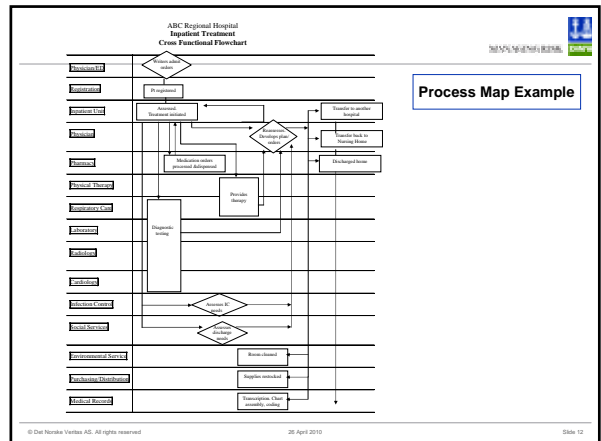 ABC Regional Hospital
Inpatient Treatment
Cross Functional Flowchart
MANAGING RISK
DNV
Process Map Example
Physician/ED
Writes admit
orders
Registration
Pt registered
Inpatient Unit
Assessed
Treatment initiated
Transfer to another
hospital
Physician
Reassesses
Develops plan/
orders
Transfer back to
Nursing Home
Pharmacy
Medication orders
processed &dispensed
Discharged home
Physical Therapy
Provides
therapy
Respiratory Care
Laboratory
Diagnostic
testing
Radiology
Cardiology
Infection Control
Assesses IC
needs
Social Services
Assesses
discharge
needs
Environmental Service
Room cleaned
Purchasing/Distribution
Supplies restocked
Medical Records
Transcription. Chart
assembly, coding
© Det Norske Veritas AS. All rights reserved
26 April 2010
Slide 12